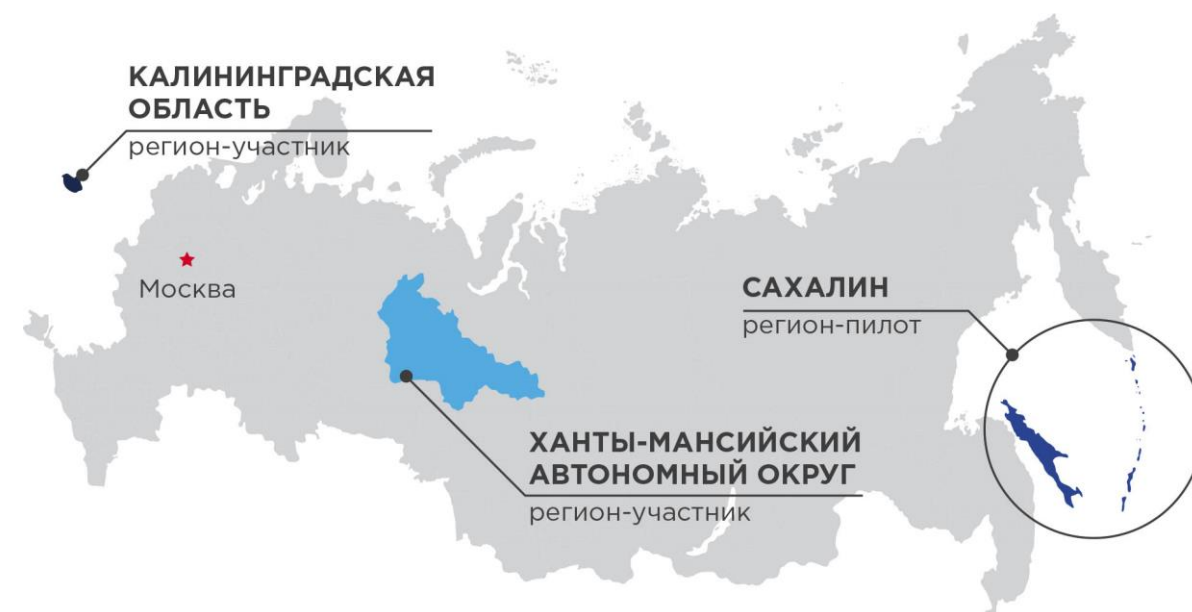 КАЛИНИНГРАДСКАЯ
ОБЛАСТЬ
регион-участник
Москва
САХАЛИН
регион-пилот
ХАНТЫ-МАНСИЙСКИЙ
АВТОНОМНЫЙ ОКРУГ
регион-участник